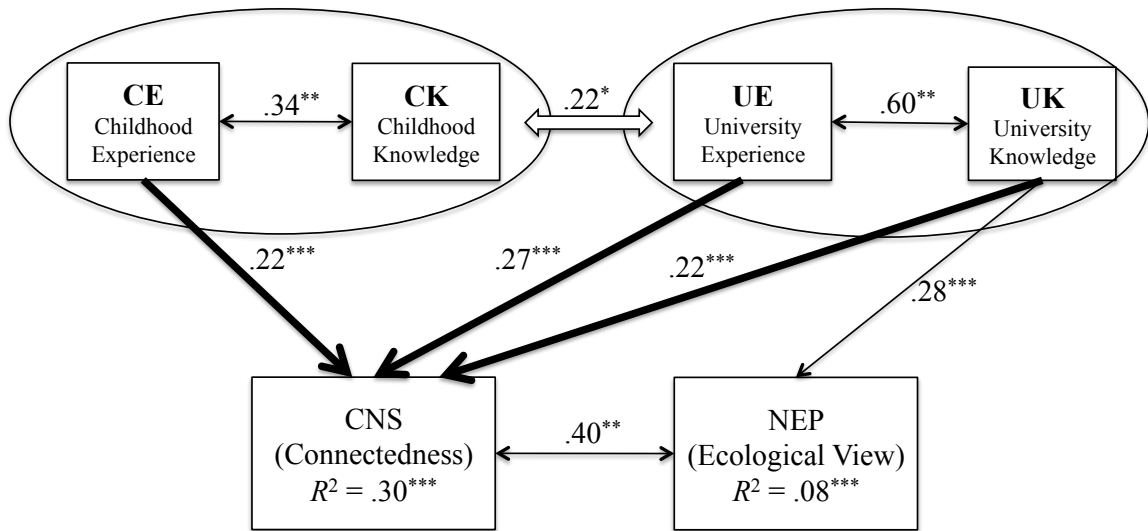 CE
Childhood
Experience
.34**
CK
Childhood
Knowledge
.22*
UE
University
Experience
.60**
UK
University
Knowledge
.22***
.27***
.22***
.28***
CNS
(Connectedness)
R² = .30***
.40**
NEP
(Ecological View)
R² = .08***